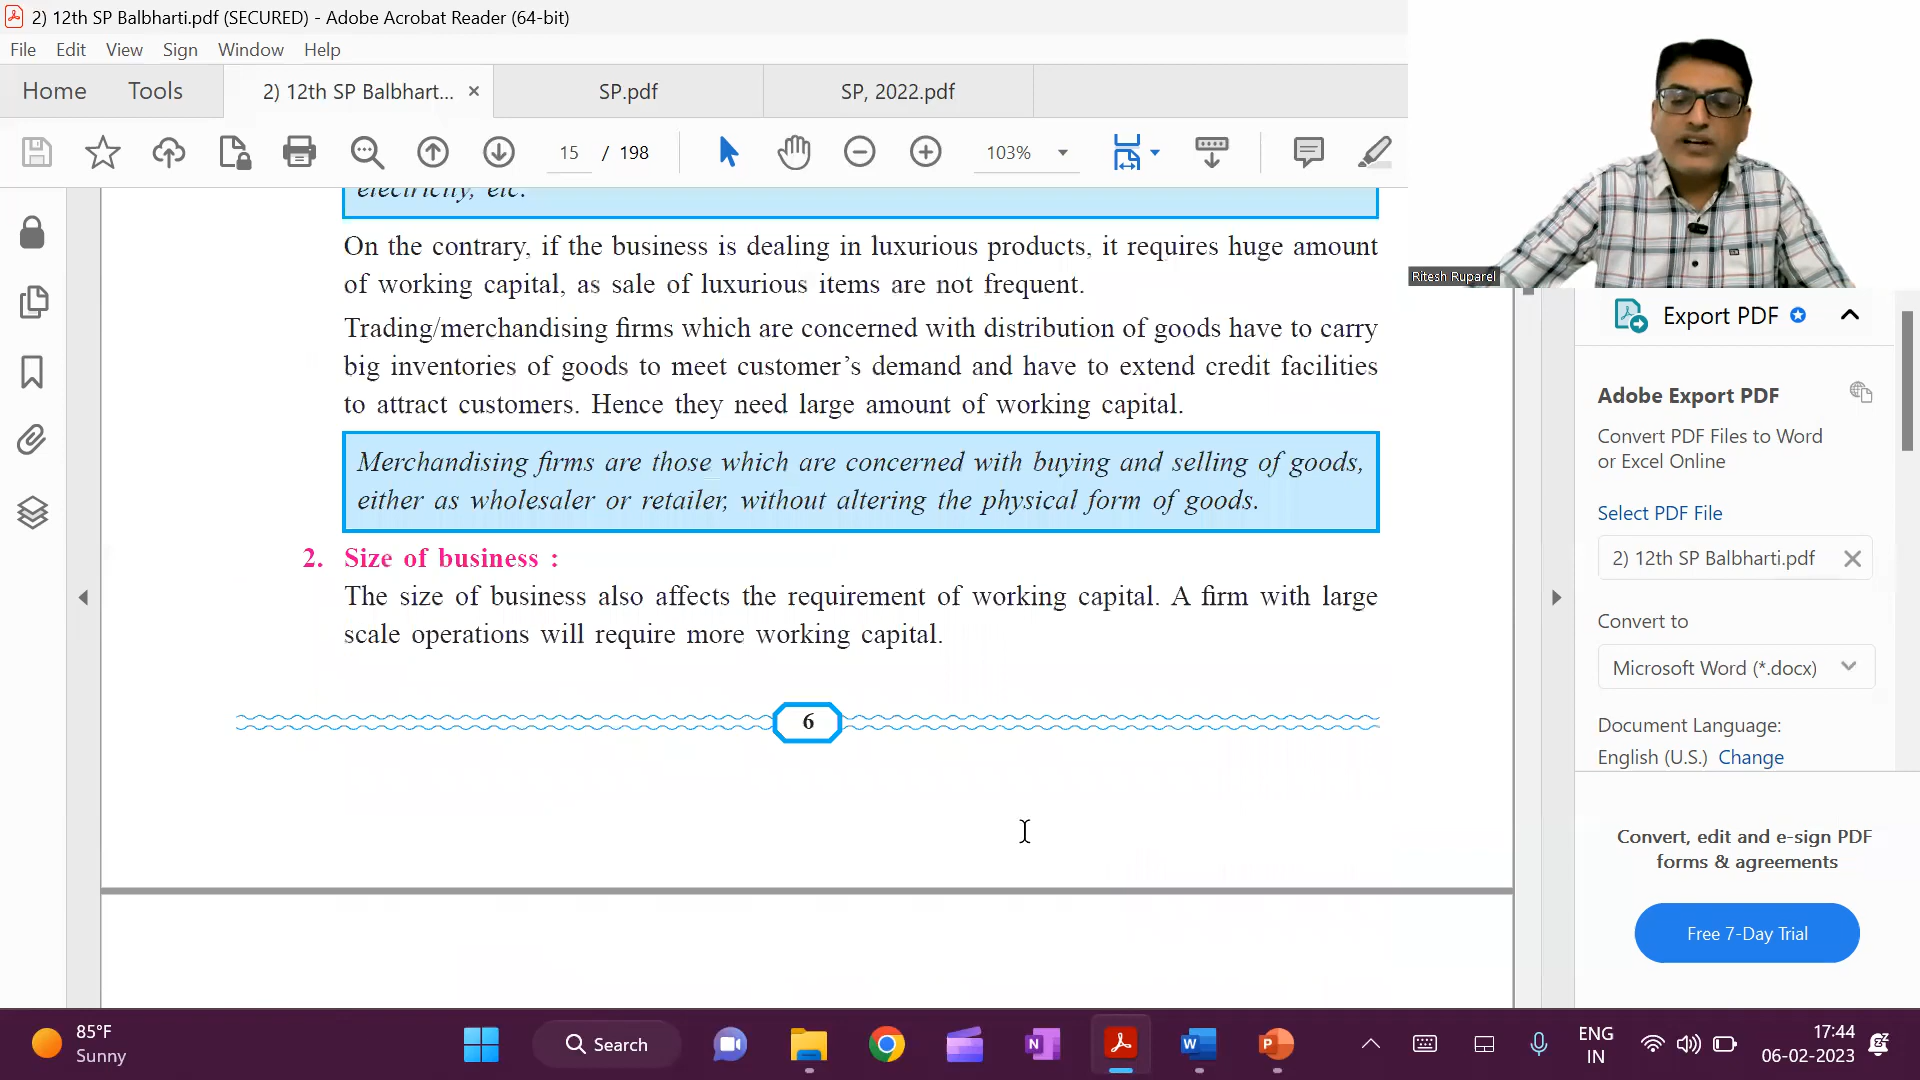 2) 12th SP Balbharti.pdf (SECURED) - Adobe Acrobat Reader (64-bit)
File Edit View Sign Window Help
Home Tools 2) 12th SP Balbhart... × SP.pdf SP, 2022.pdf
15 / 198 103%
electricity, etc.
On the contrary, if the business is dealing in luxurious products, it requires huge amount
of working capital, as sale of luxurious items are not frequent.
Trading/merchandising firms which are concerned with distribution of goods have to carry
big inventories of goods to meet customer's demand and have to extend credit facilities
to attract customers. Hence they need large amount of working capital.
Merchandising firms are those which are concerned with buying and selling of goods,
either as wholesaler or retailer, without altering the physical form of goods.
2. Size of business :
The size of business also affects the requirement of working capital. A firm with large
scale operations will require more working capital.
6
Ritesh Ruparel
Export PDF
Adobe Export PDF
Convert PDF Files to Word
or Excel Online
Select PDF File
2) 12th SP Balbharti.pdf
Convert to
Microsoft Word (*.docx)
Document Language:
English (U.S.) Change
Convert, edit and e-sign PDF
forms & agreements
Free 7-Day Trial
85°F
Sunny
Search
N
W
P
ENG
IN
17:44
06-02-2023